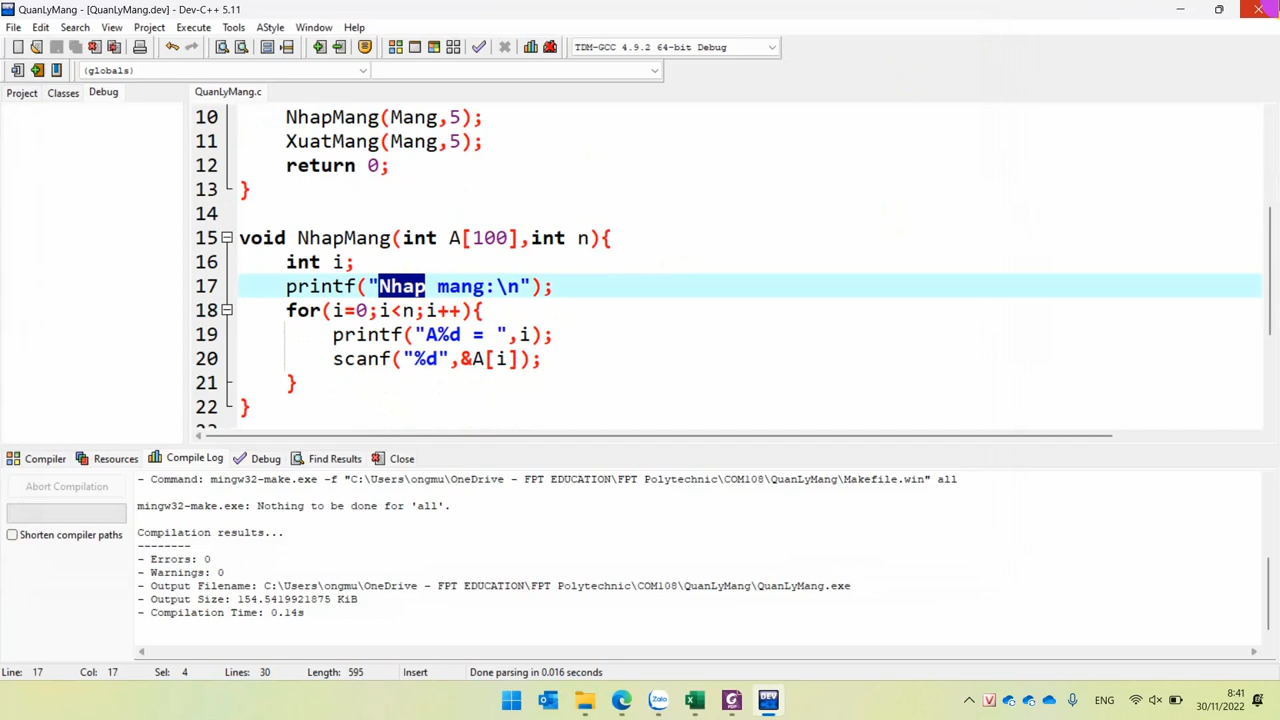 QuanLyMang - [QuanLyMang.dev] - Dev-C++ 5.11
File Edit Search View Project Execute Tools AStyle Window Help
TDM-GCC 4.9.2 64-bit Debug
(globals)
Project Classes Debug QuanLyMang.c
10 NhapMang(Mang,5);
11 XuatMang(Mang,5);
12 return 0;
13 }
14
15 void NhapMang(int A[100],int n){
16 int i;
17 printf("Nhap mang:\n");
18 for(i=0;i<n;i++){
19 printf("A%d = ",i);
20 scanf("%d",&A[i]);
21 }
22 }
Compiler Resources Compile Log Debug Find Results Close
Abort Compilation
Shorten compiler paths
- Command: mingw32-make.exe -f "C:\Users\ongmu\OneDrive - FPT EDUCATION\FPT Polytechnic\COM108\QuanLyMang\Makefile.win" all
mingw32-make.exe: Nothing to be done for 'all'.
Compilation results...
--------
- Errors: 0
- Warnings: 0
- Output Filename: C:\Users\ongmu\OneDrive - FPT EDUCATION\FPT Polytechnic\COM108\QuanLyMang\QuanLyMang.exe
- Output Size: 154.5419921875 KiB
- Compilation Time: 0.14s
Line: 17 Col: 17 Sel: 4 Lines: 30 Length: 595 Insert Done parsing in 0.016 seconds
Zalo
PDF
DEV
ENG
8:41
30/11/2022